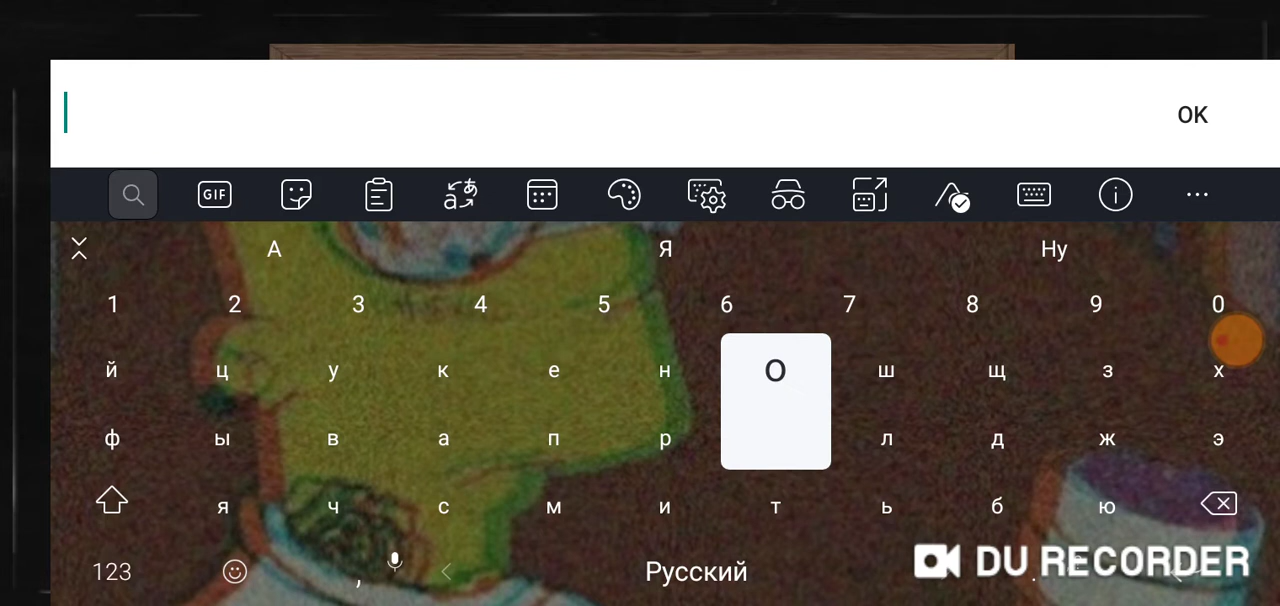 OK
GIF
А Я Ну
1 2 3 4 5 6 7 8 9 0
й ц у к е н о ш щ з х
ф ы в а п р л д ж э
я ч с м и т ь б ю
123 , Русский .
DU RECORDER